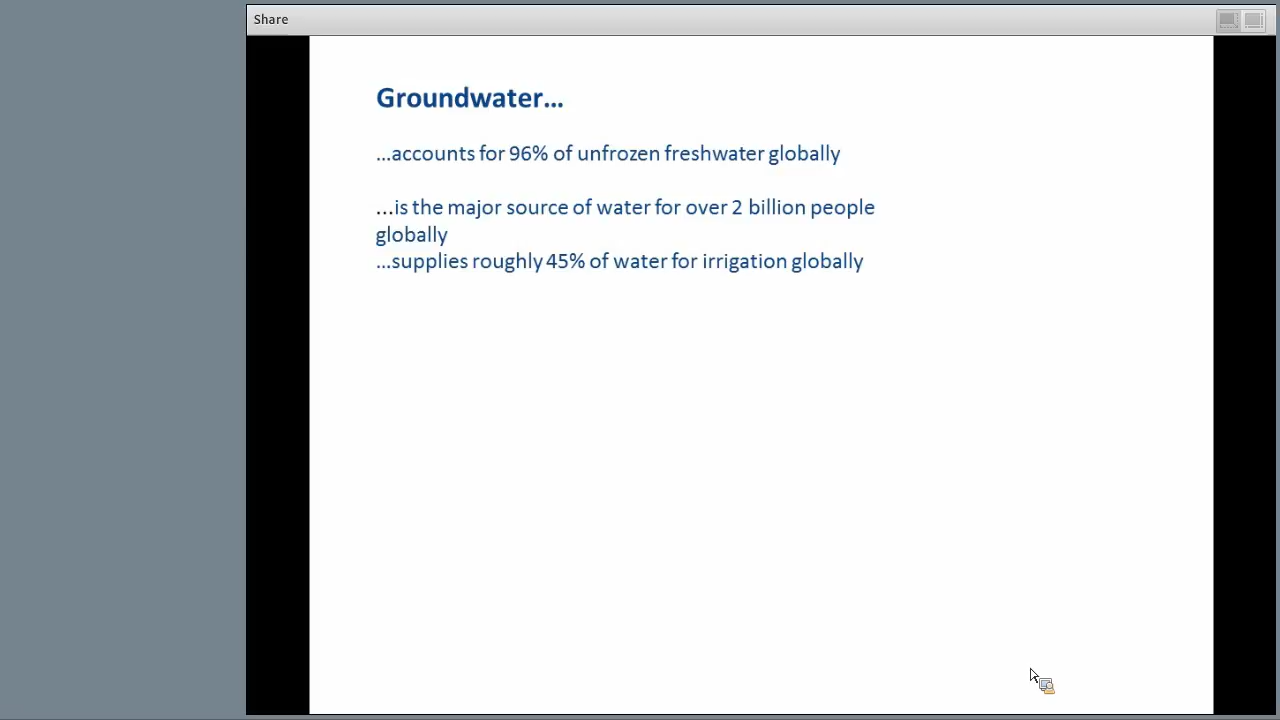 Share
Groundwater…
…accounts for 96% of unfrozen freshwater globally
…is the major source of water for over 2 billion people
globally
…supplies roughly 45% of water for irrigation globally